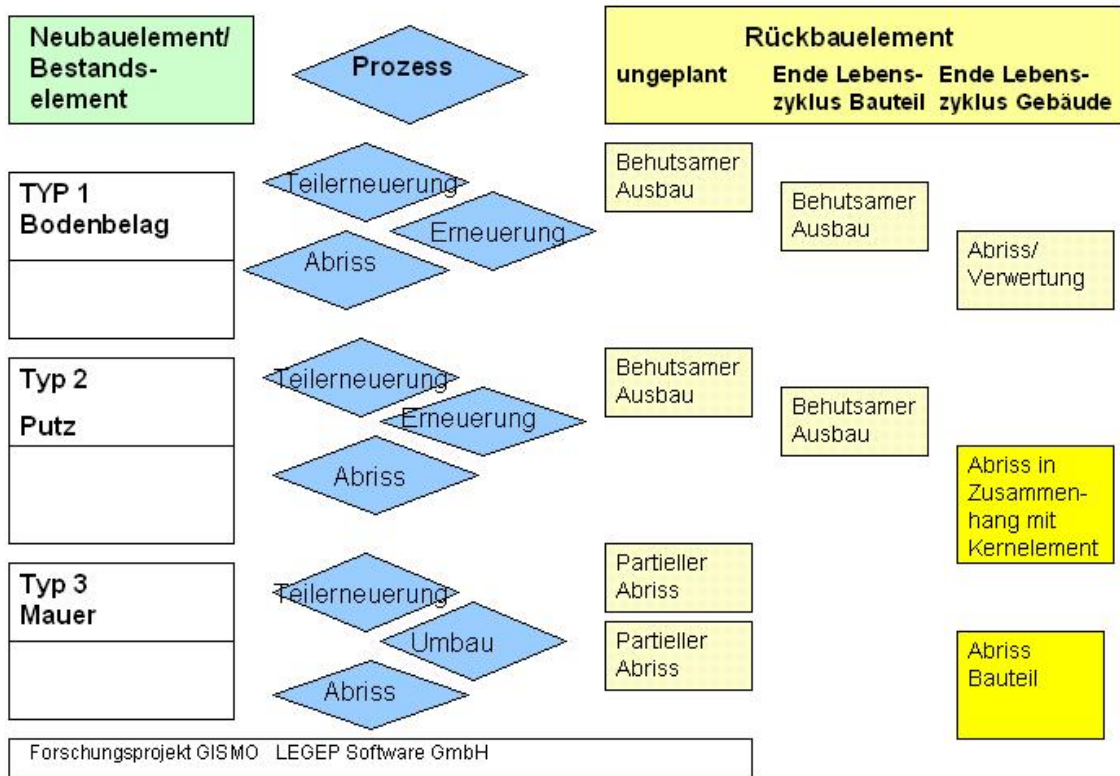 Neubauelement/
Bestands-
element
Prozess
Rückbauelement
ungeplant
Ende Lebens-
zyklus Bauteil
Ende Lebens-
zyklus Gebäude
TYP 1
Bodenbelag
Teilerneuerung
Erneuerung
Abriss
Behutsamer
Ausbau
Behutsamer
Ausbau
Abriss/
Verwertung
Typ 2
Putz
Teilerneuerung
Erneuerung
Abriss
Behutsamer
Ausbau
Behutsamer
Ausbau
Abriss in
Zusammen-
hang mit
Kernelement
Typ 3
Mauer
Teilerneuerung
Umbau
Abriss
Partieller
Abriss
Partieller
Abriss
Abriss
Bauteil
Forschungsprojekt GISMO LEGEP Software GmbH